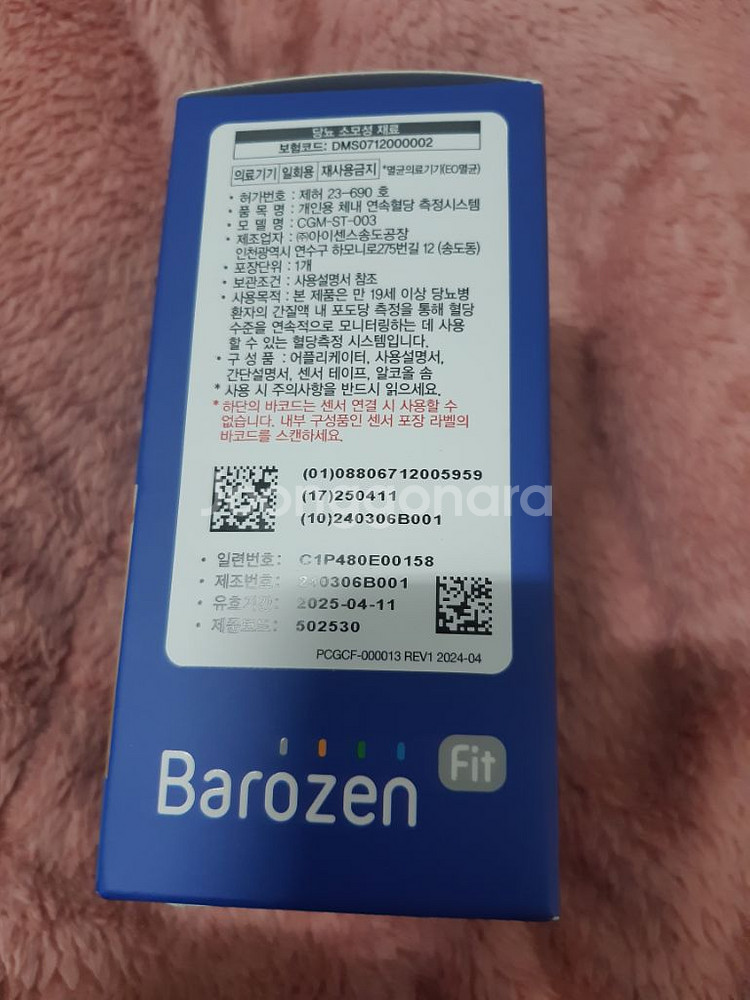 당뇨 소모성 재료
보험코드: DMS0712000002
의료기기 일회용 재사용금지 *멸균의료기기(EO멸균)
• 허가번호 : 제허 23-690 호
• 품 목 명 : 개인용 체내 연속혈당 측정시스템
• 모 델 명 : CGM-ST-003
• 제조업자 : ㈜아이센스송도공장
인천광역시 연수구 하모니로275번길 12 (송도동)
• 포장단위 : 1개
• 보관조건 : 사용설명서 참조
• 사용목적 : 본 제품은 만 19세 이상 당뇨병
환자의 간질액 내 포도당 측정을 통해 혈당
수준을 연속적으로 모니터링하는 데 사용
할 수 있는 혈당측정 시스템입니다.
• 구 성 품 : 어플리케이터, 사용설명서,
간단설명서, 센서 테이프, 알코올 솜
* 사용 시 주의사항을 반드시 읽으세요.
* 하단의 바코드는 센서 연결 시 사용할 수
없습니다. 내부 구성품인 센서 포장 라벨의
바코드를 스캔하세요.
(01)08806712005959
(17)250411
(10)240306B001
joonggonara
• 일련번호: C1P480E00158
• 제조번호: 240306B001
• 유효기간: 2025-04-11
• 제품코드: 502530
PCGCF-000013 REV1 2024-04
Barozen Fit